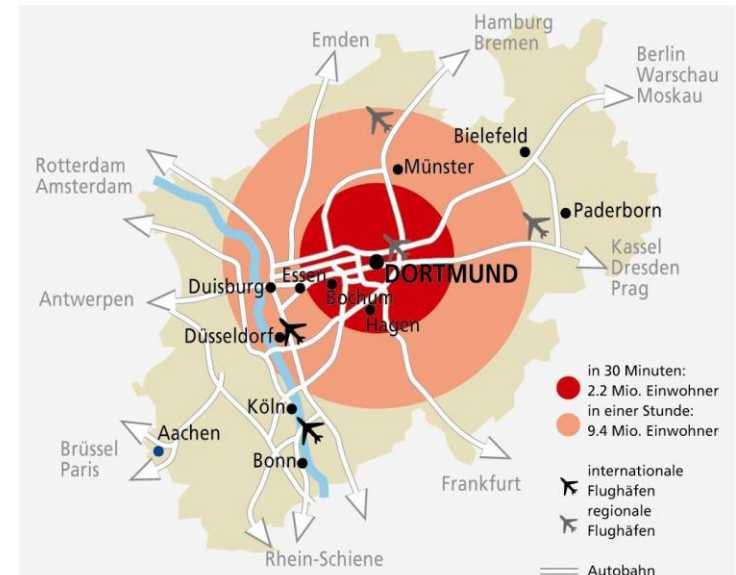 Hamburg
Bremen
Emden
Berlin
Warschau
Moskau
Bielefeld
Rotterdam
Amsterdam
Münster
Paderborn
Kassel
Dresden
Prag
DORTMUND
Essen
Duisburg
Bochum
Antwerpen
Hagen
Düsseldorf
in 30 Minuten:
2.2 Mio. Einwohner
in einer Stunde:
9.4 Mio. Einwohner
Köln
Aachen
Brüssel
Paris
Bonn
Frankfurt
internationale
Flughäfen
regionale
Flughäfen
Rhein-Schiene
Autobahn